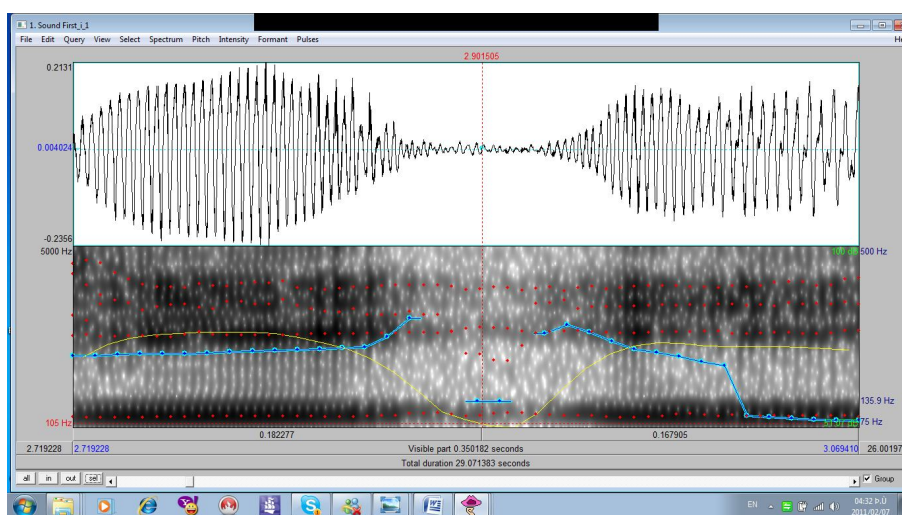 1. Sound First_i_1
File Edit Query View Select Spectrum Pitch Intensity Formant Pulses He
2.901505
0.2131
0.004024
-0.2356
5000 Hz 500 Hz
135.9 Hz
105 Hz 75 Hz
0.182277 0.167905
2.719228 2.719228 Visible part 0.350182 seconds 3.069410 26.00197
Total duration 29.071383 seconds
all in out sel Group
EN 04:32
2011/02/07